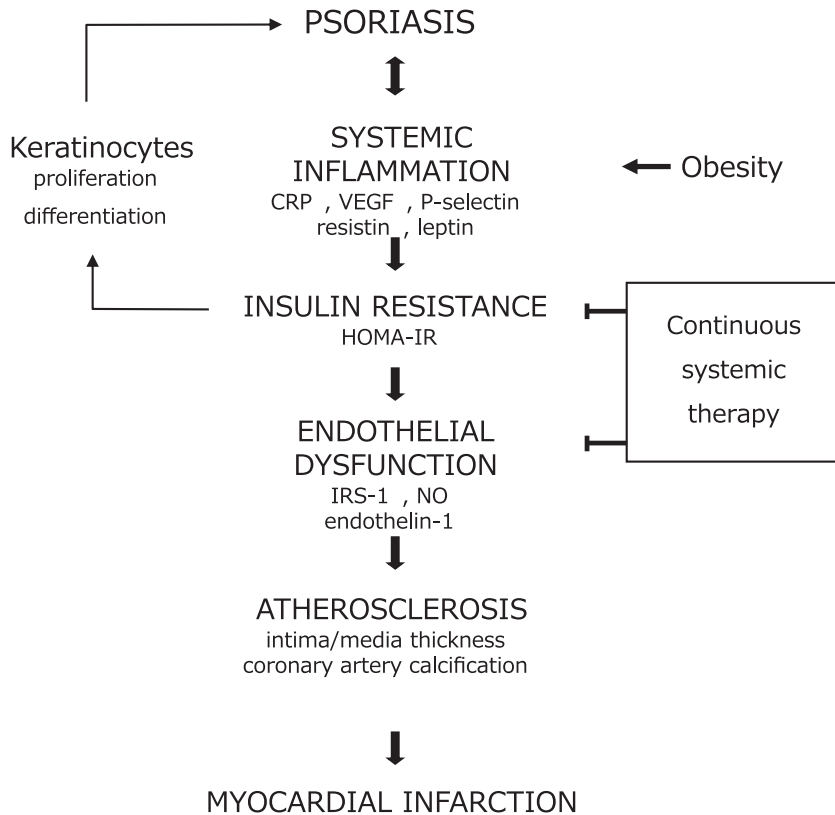 PSORIASIS
SYSTEMIC
INFLAMMATION
CRP , VEGF , P-selectin
resistin , leptin
Keratinocytes
proliferation
differentiation
Obesity
INSULIN RESISTANCE
HOMA-IR
Continuous
systemic
therapy
ENDOTHELIAL
DYSFUNCTION
IRS-1 , NO
endothelin-1
ATHEROSCLEROSIS
intima/media thickness
coronary artery calcification
MYOCARDIAL INFARCTION